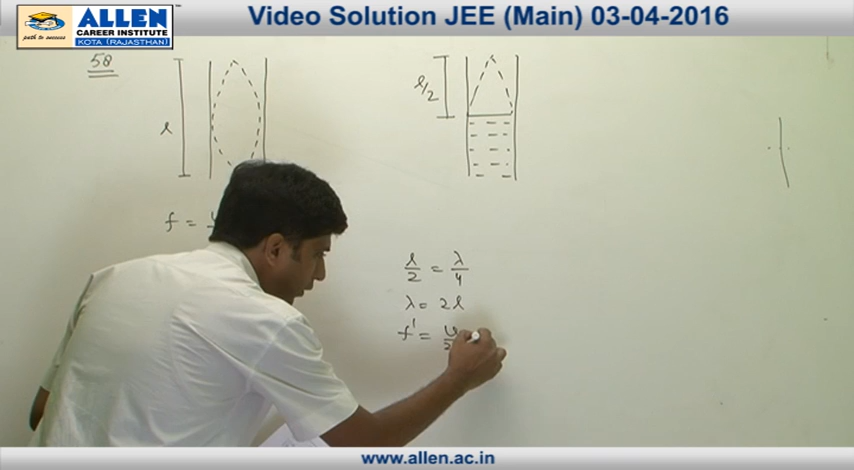 ALLEN
CAREER INSTITUTE
KOTA (RAJASTHAN)
path to success
Video Solution JEE (Main) 03-04-2016
58
l
l/2
f =
l/2 = λ/4
λ = 2l
f' = v/2
www.allen.ac.in